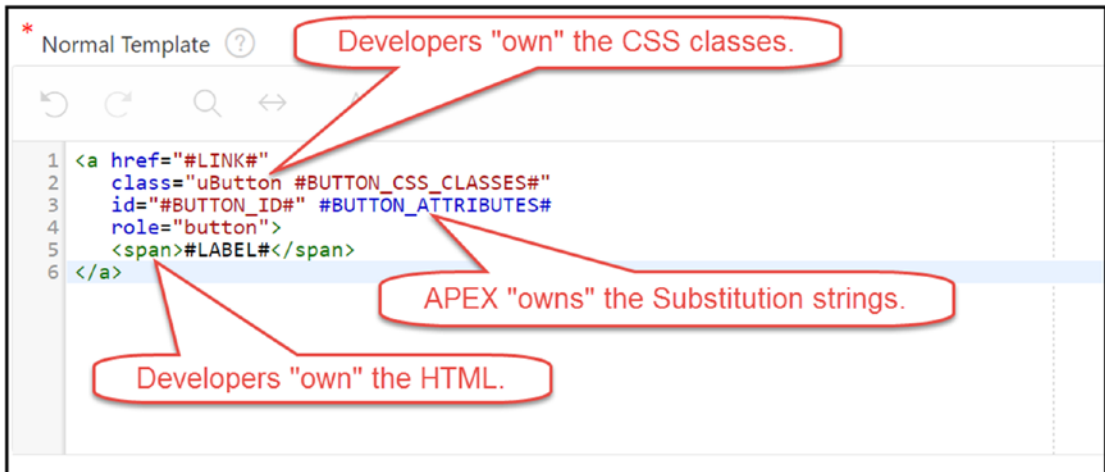 * Normal Template ?
Developers "own" the CSS classes.
1 <a href="#LINK#"
2 class="uButton #BUTTON_CSS_CLASSES#"
3 id="#BUTTON_ID#" #BUTTON_ATTRIBUTES#
4 role="button">
5 <span>#LABEL#</span>
6 </a>
APEX "owns" the Substitution strings.
Developers "own" the HTML.